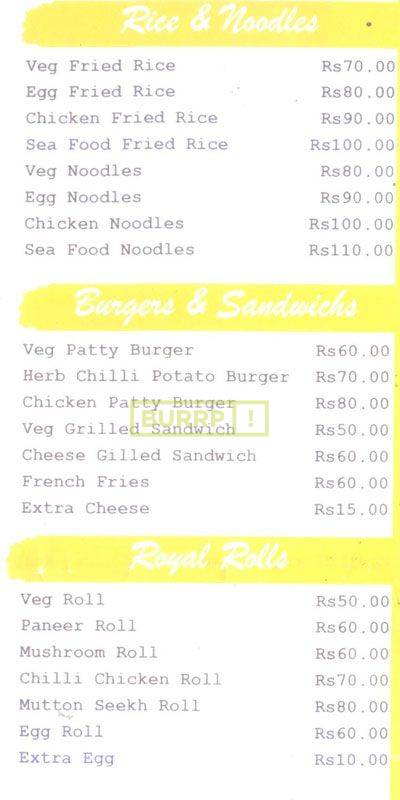 Rice & Noodles
Veg Fried Rice Rs70.00
Egg Fried Rice Rs80.00
Chicken Fried Rice Rs90.00
Sea Food Fried Rice Rs100.00
Veg Noodles Rs80.00
Egg Noodles Rs90.00
Chicken Noodles Rs100.00
Sea Food Noodles Rs110.00
Burgers & Sandwichs
Veg Patty Burger Rs60.00
Herb Chilli Potato Burger Rs70.00
Chicken Patty Burger Rs80.00
BURRP!
Veg Grilled Sandwich Rs50.00
Cheese Gilled Sandwich Rs60.00
French Fries Rs60.00
Extra Cheese Rs15.00
Royal Rolls
Veg Roll Rs50.00
Paneer Roll Rs60.00
Mushroom Roll Rs60.00
Chilli Chicken Roll Rs70.00
Mutton Seekh Roll Rs80.00
Egg Roll Rs60.00
Extra Egg Rs10.00